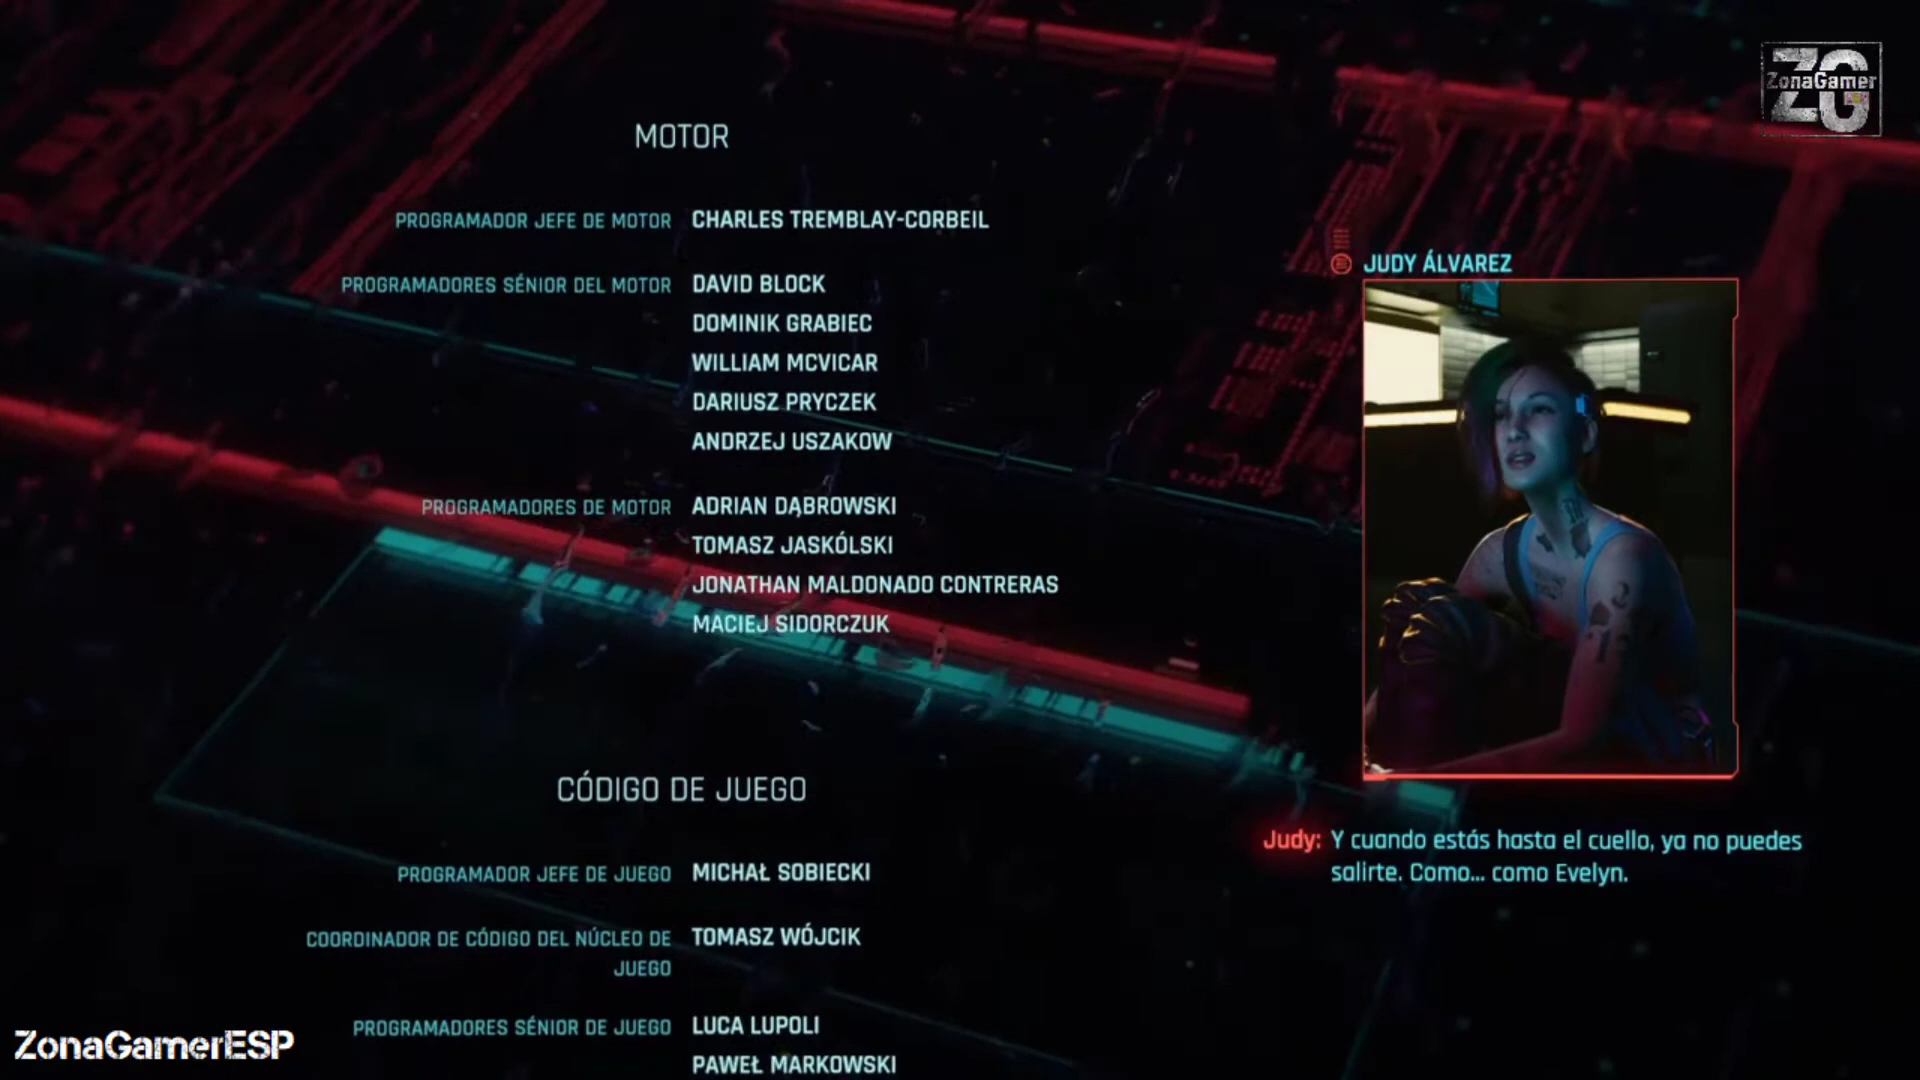 ZG
ZonaGamer
MOTOR
PROGRAMADOR JEFE DE MOTOR CHARLES TREMBLAY-CORBEIL
PROGRAMADORES SÉNIOR DEL MOTOR DAVID BLOCK
DOMINIK GRABIEC
WILLIAM MCVICAR
DARIUSZ PRYCZEK
ANDRZEJ USZAKOW
PROGRAMADORES DE MOTOR ADRIAN DĄBROWSKI
TOMASZ JASKÓLSKI
JONATHAN MALDONADO CONTRERAS
MACIEJ SIDORCZUK
CÓDIGO DE JUEGO
PROGRAMADOR JEFE DE JUEGO MICHAŁ SOBIECKI
COORDINADOR DE CÓDIGO DEL NÚCLEO DE TOMASZ WÓJCIK
JUEGO
PROGRAMADORES SÉNIOR DE JUEGO LUCA LUPOLI
PAWEŁ MARKOWSKI
JUDY ÁLVAREZ
Judy: Y cuando estás hasta el cuello, ya no puedes
salirte. Como... como Evelyn.
ZonaGamerESP